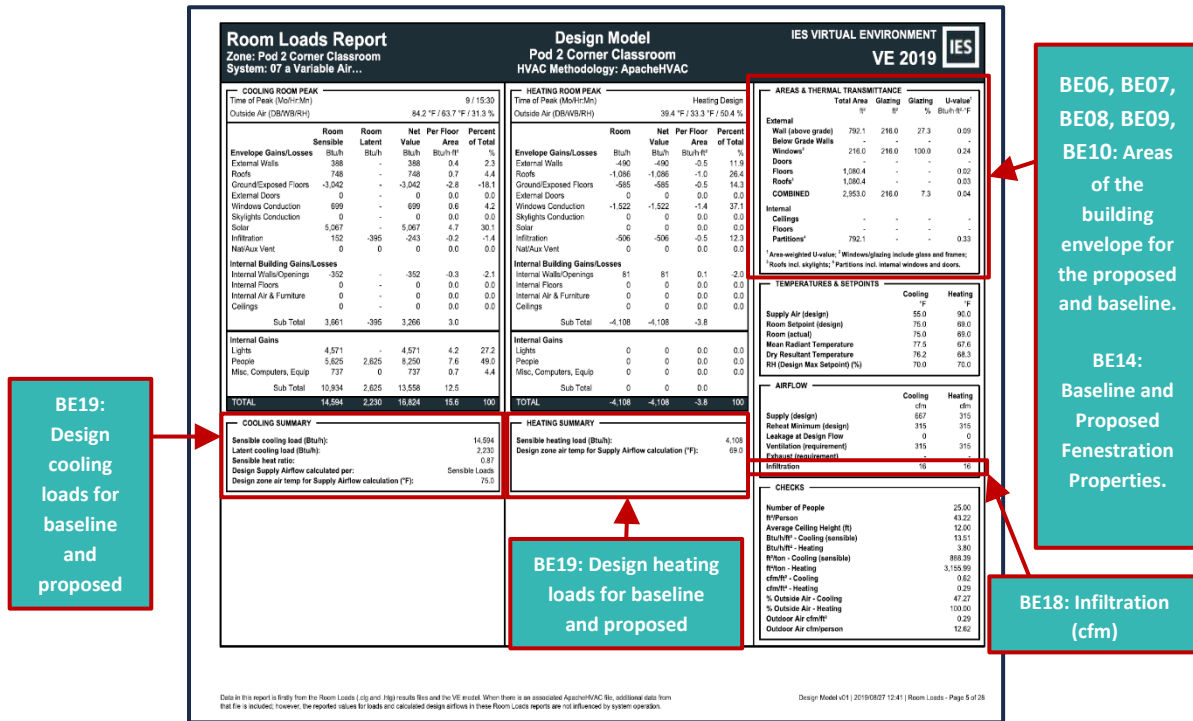 Room Loads Report
Zone: Pod 2 Corner Classroom
System: 07 a Variable Air...
Design Model
Pod 2 Corner Classroom
HVAC Methodology: ApacheHVAC
IES VIRTUAL ENVIRONMENT
VE 2019
IES
COOLING ROOM PEAK
Time of Peak (Mo/Hr:Mn) 9 / 15:30
Outside Air (DB/WB/RH) 84.2 °F / 63.7 °F / 31.3 %
Room Room Net Per Floor Percent
Sensible Latent Value Area of Total
Envelope Gains/Losses Btu/h Btu/h Btu/h Btu/h·ft² %
External Walls 388 - 388 0.4 2.3
Roofs 748 - 748 0.7 4.4
Ground/Exposed Floors -3,042 - -3,042 -2.8 -18.1
External Doors 0 - 0 0.0 0.0
Windows Conduction 699 - 699 0.6 4.2
Skylights Conduction 0 - 0 0.0 0.0
Solar 5,067 - 5,067 4.7 30.1
Infiltration 152 -395 -243 -0.2 -1.4
Nat/Aux Vent 0 0 0 0.0 0.0
Internal Building Gains/Losses
Internal Walls/Openings -352 - -352 -0.3 -2.1
Internal Floors 0 - 0 0.0 0.0
Internal Air & Furniture 0 - 0 0.0 0.0
Ceilings 0 - 0 0.0 0.0
Sub Total 3,661 -395 3,266 3.0
Internal Gains
Lights 4,571 - 4,571 4.2 27.2
People 5,625 2,625 8,250 7.6 49.0
Misc, Computers, Equip 737 0 737 0.7 4.4
Sub Total 10,934 2,625 13,558 12.5
TOTAL 14,594 2,230 16,824 15.6 100
COOLING SUMMARY
Sensible cooling load (Btu/h): 14,594
Latent cooling load (Btu/h): 2,230
Sensible heat ratio: 0.87
Design Supply Airflow calculated per: Sensible Loads
Design zone air temp for Supply Airflow calculation (°F): 75.0
HEATING ROOM PEAK
Time of Peak (Mo/Hr:Mn) Heating Design
Outside Air (DB/WB/RH) 39.4 °F / 33.3 °F / 50.4 %
Room Net Per Floor Percent
Value Area of Total
Envelope Gains/Losses Btu/h Btu/h Btu/h·ft² %
External Walls -490 -490 -0.5 11.9
Roofs -1,086 -1,086 -1.0 26.4
Ground/Exposed Floors -585 -585 -0.5 14.3
External Doors 0 0 0.0 0.0
Windows Conduction -1,522 -1,522 -1.4 37.1
Skylights Conduction 0 0 0.0 0.0
Solar 0 0 0.0 0.0
Infiltration -506 -506 -0.5 12.3
Nat/Aux Vent 0 0 0.0 0.0
Internal Building Gains/Losses
Internal Walls/Openings 81 81 0.1 -2.0
Internal Floors 0 0 0.0 0.0
Internal Air & Furniture 0 0 0.0 0.0
Ceilings 0 0 0.0 0.0
Sub Total -4,108 -4,108 -3.8
Internal Gains
Lights 0 0 0.0 0.0
People 0 0 0.0 0.0
Misc, Computers, Equip 0 0 0.0 0.0
Sub Total 0 0 0.0
TOTAL -4,108 -4,108 -3.8 100
HEATING SUMMARY
Sensible heating load (Btu/h): 4,108
Design zone air temp for Supply Airflow calculation (°F): 69.0
AREAS & THERMAL TRANSMITTANCE
Total Area Glazing Glazing U-value¹
ft² ft² % Btu/h·ft²·°F
External
Wall (above grade) 792.1 216.0 27.3 0.09
Below Grade Walls - - - -
Windows² 216.0 216.0 100.0 0.24
Doors - - - -
Floors 1,080.4 - - 0.02
Roofs³ 1,080.4 - - 0.03
COMBINED 2,953.0 216.0 7.3 0.04
Internal
Ceilings - - - -
Floors - - - -
Partitions⁴ 792.1 - - 0.33
¹ Area-weighted U-value; ² Windows/glazing include glass and frames;
³ Roofs incl. skylights; ⁴ Partitions incl. internal windows and doors.
TEMPERATURES & SETPOINTS
Cooling Heating
°F °F
Supply Air (design) 55.0 90.0
Room Setpoint (design) 75.0 69.0
Room (actual) 75.0 69.0
Mean Radiant Temperature 77.5 67.6
Dry Resultant Temperature 76.2 68.3
RH (Design Max Setpoint) (%) 70.0 70.0
AIRFLOW
Cooling Heating
cfm cfm
Supply (design) 667 315
Reheat Minimum (design) 315 315
Leakage at Design Flow 0 0
Ventilation (requirement) 315 315
Exhaust (requirement) - -
Infiltration 16 16
CHECKS
Number of People 25.00
ft²/Person 43.22
Average Ceiling Height (ft) 12.00
Btu/h/ft² - Cooling (sensible) 13.51
Btu/h/ft² - Heating 3.80
ft²/ton - Cooling (sensible) 888.39
ft²/ton - Heating 3,155.99
cfm/ft² - Cooling 0.62
cfm/ft² - Heating 0.29
% Outside Air - Cooling 47.27
% Outside Air - Heating 100.00
Outdoor Air cfm/ft² 0.29
Outdoor Air cfm/person 12.62
Data in this report is firstly from the Room Loads (.clg and .htg) results files and the VE model. When there is an associated ApacheHVAC file, additional data from
that file is included; however, the reported values for loads and calculated design airflows in these Room Loads reports are not influenced by system operation.
Design Model v01 | 2019/08/27 12:41 | Room Loads - Page 5 of 28
BE19:
Design
cooling
loads for
baseline
and
proposed
BE19: Design heating
loads for baseline
and proposed
BE06, BE07,
BE08, BE09,
BE10: Areas
of the
building
envelope for
the proposed
and baseline.
BE14:
Baseline and
Proposed
Fenestration
Properties.
BE18: Infiltration
(cfm)